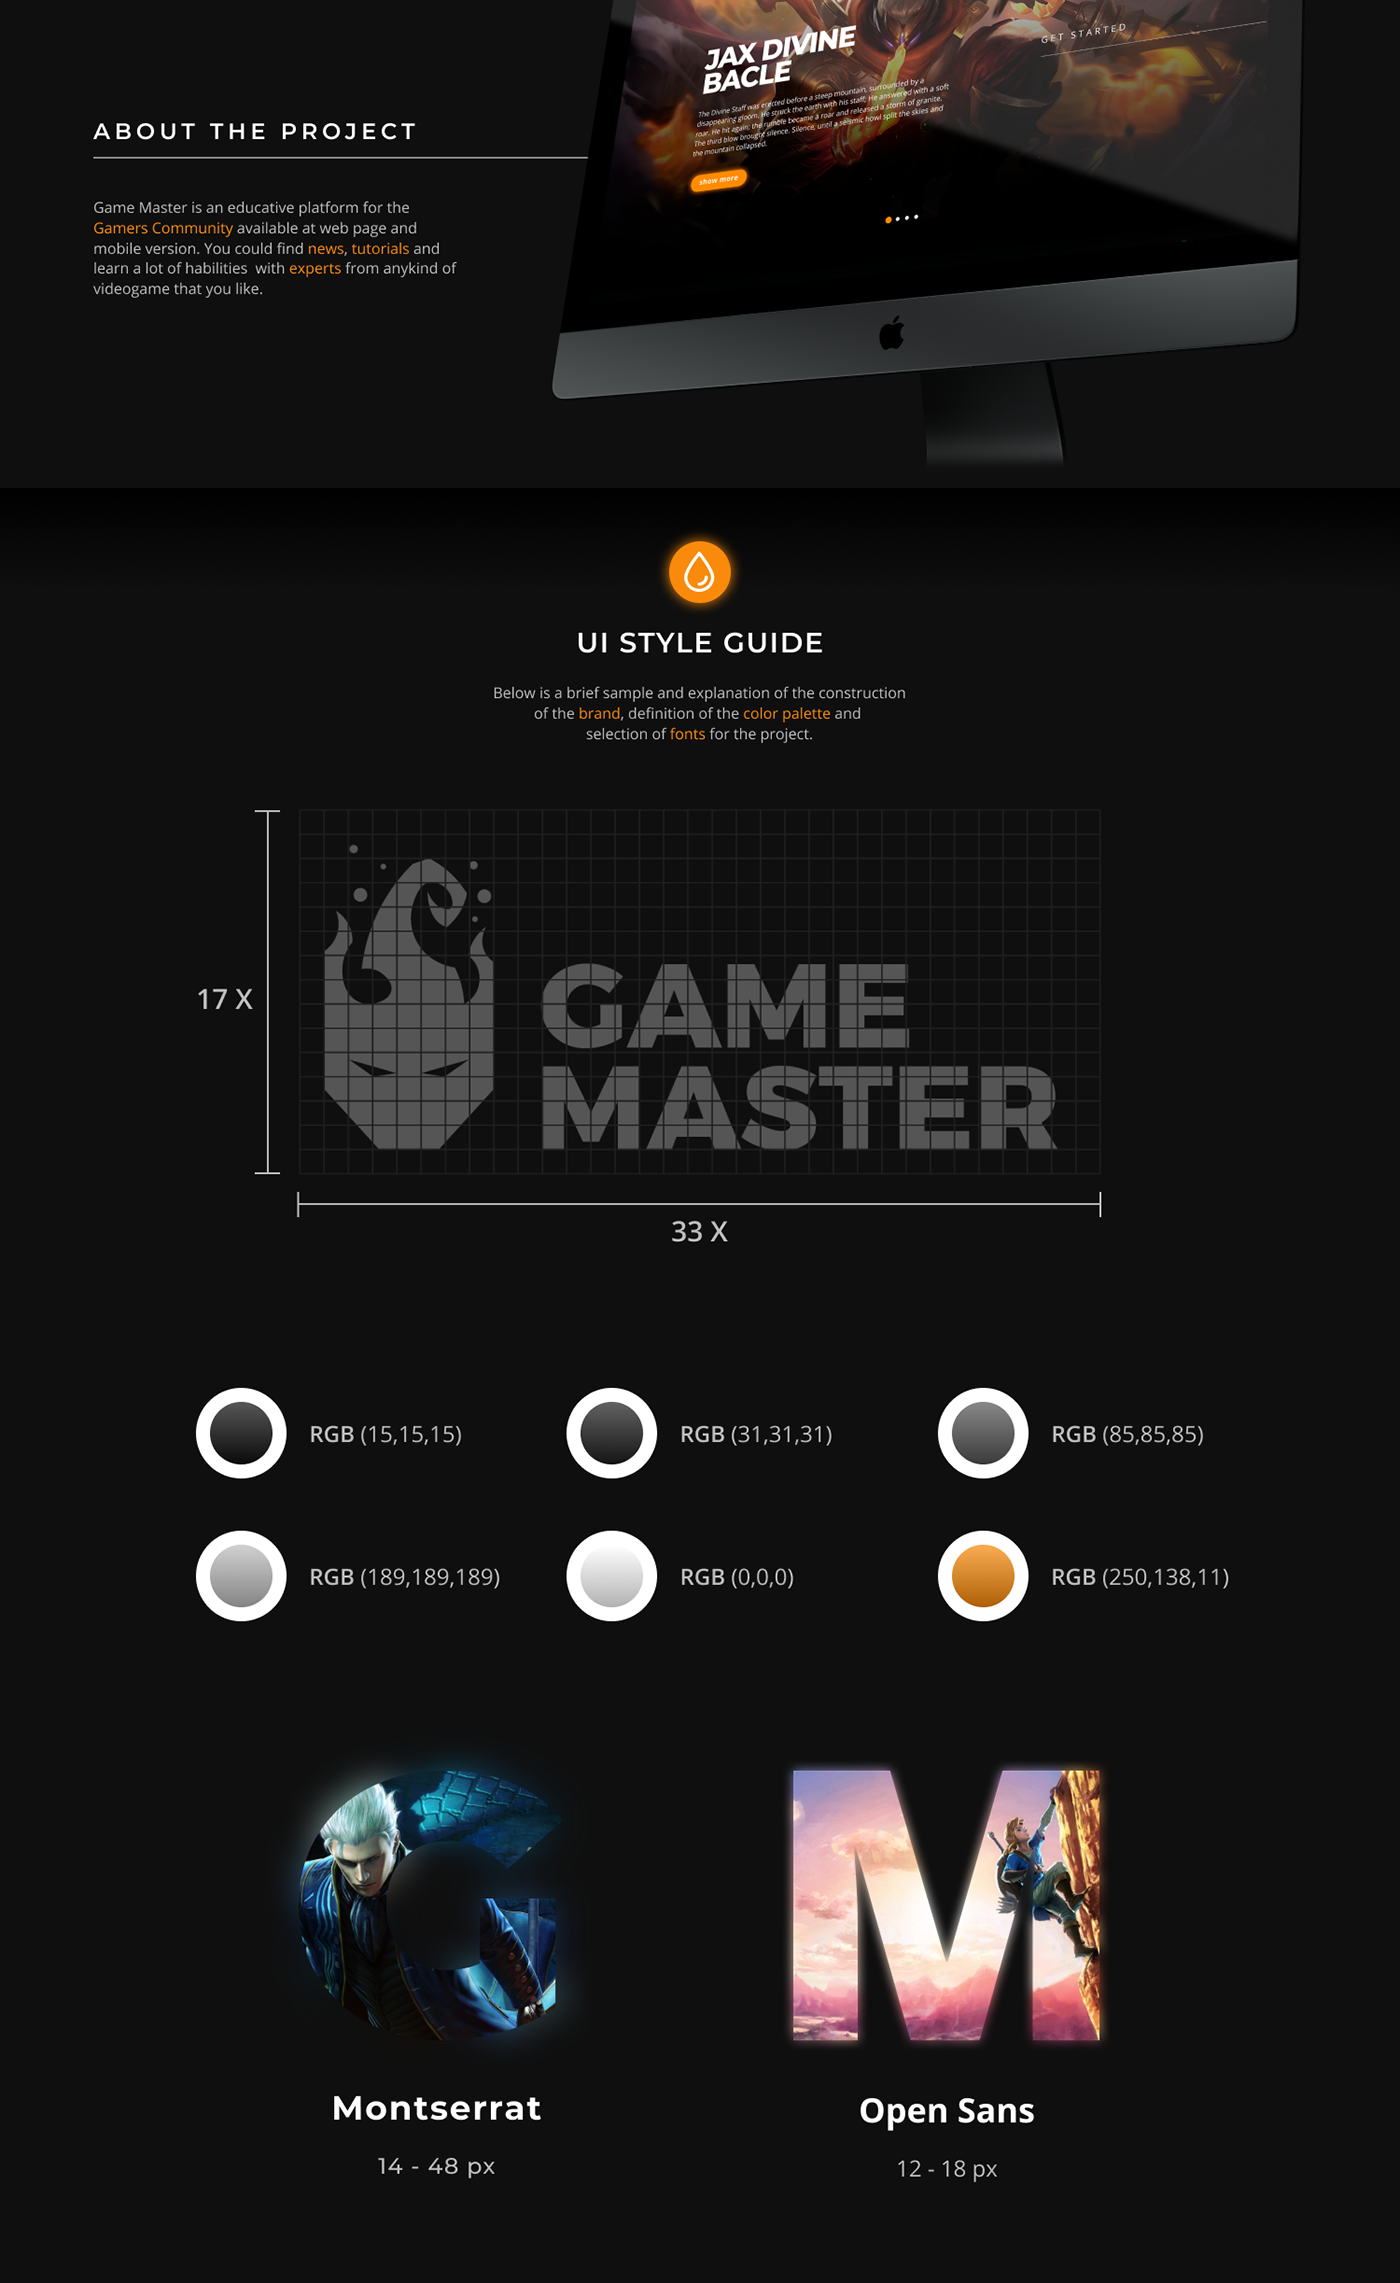 JAX DIVINE
BACLE
GET STARTED
The Divine Staff was erected before a steep mountain, surrounded by a
disappearing gloom. He struck the earth with his staff; He answered with a soft
roar. He hit again; the rumble became a roar and released a storm of granite.
The third blow brought silence. Silence, until a seismic howl split the skies and
the mountain collapsed.
show more
ABOUT THE PROJECT
Game Master is an educative platform for the
Gamers Community available at web page and
mobile version. You could find news, tutorials and
learn a lot of habilities  with experts from anykind of
videogame that you like.
UI STYLE GUIDE
Below is a brief sample and explanation of the construction
of the brand, definition of the color palette and
selection of fonts for the project.
17 X
GAME
MASTER
33 X
RGB (15,15,15)
RGB (31,31,31)
RGB (85,85,85)
RGB (189,189,189)
RGB (0,0,0)
RGB (250,138,11)
G
M
Montserrat
Open Sans
14 - 48 px
12 - 18 px